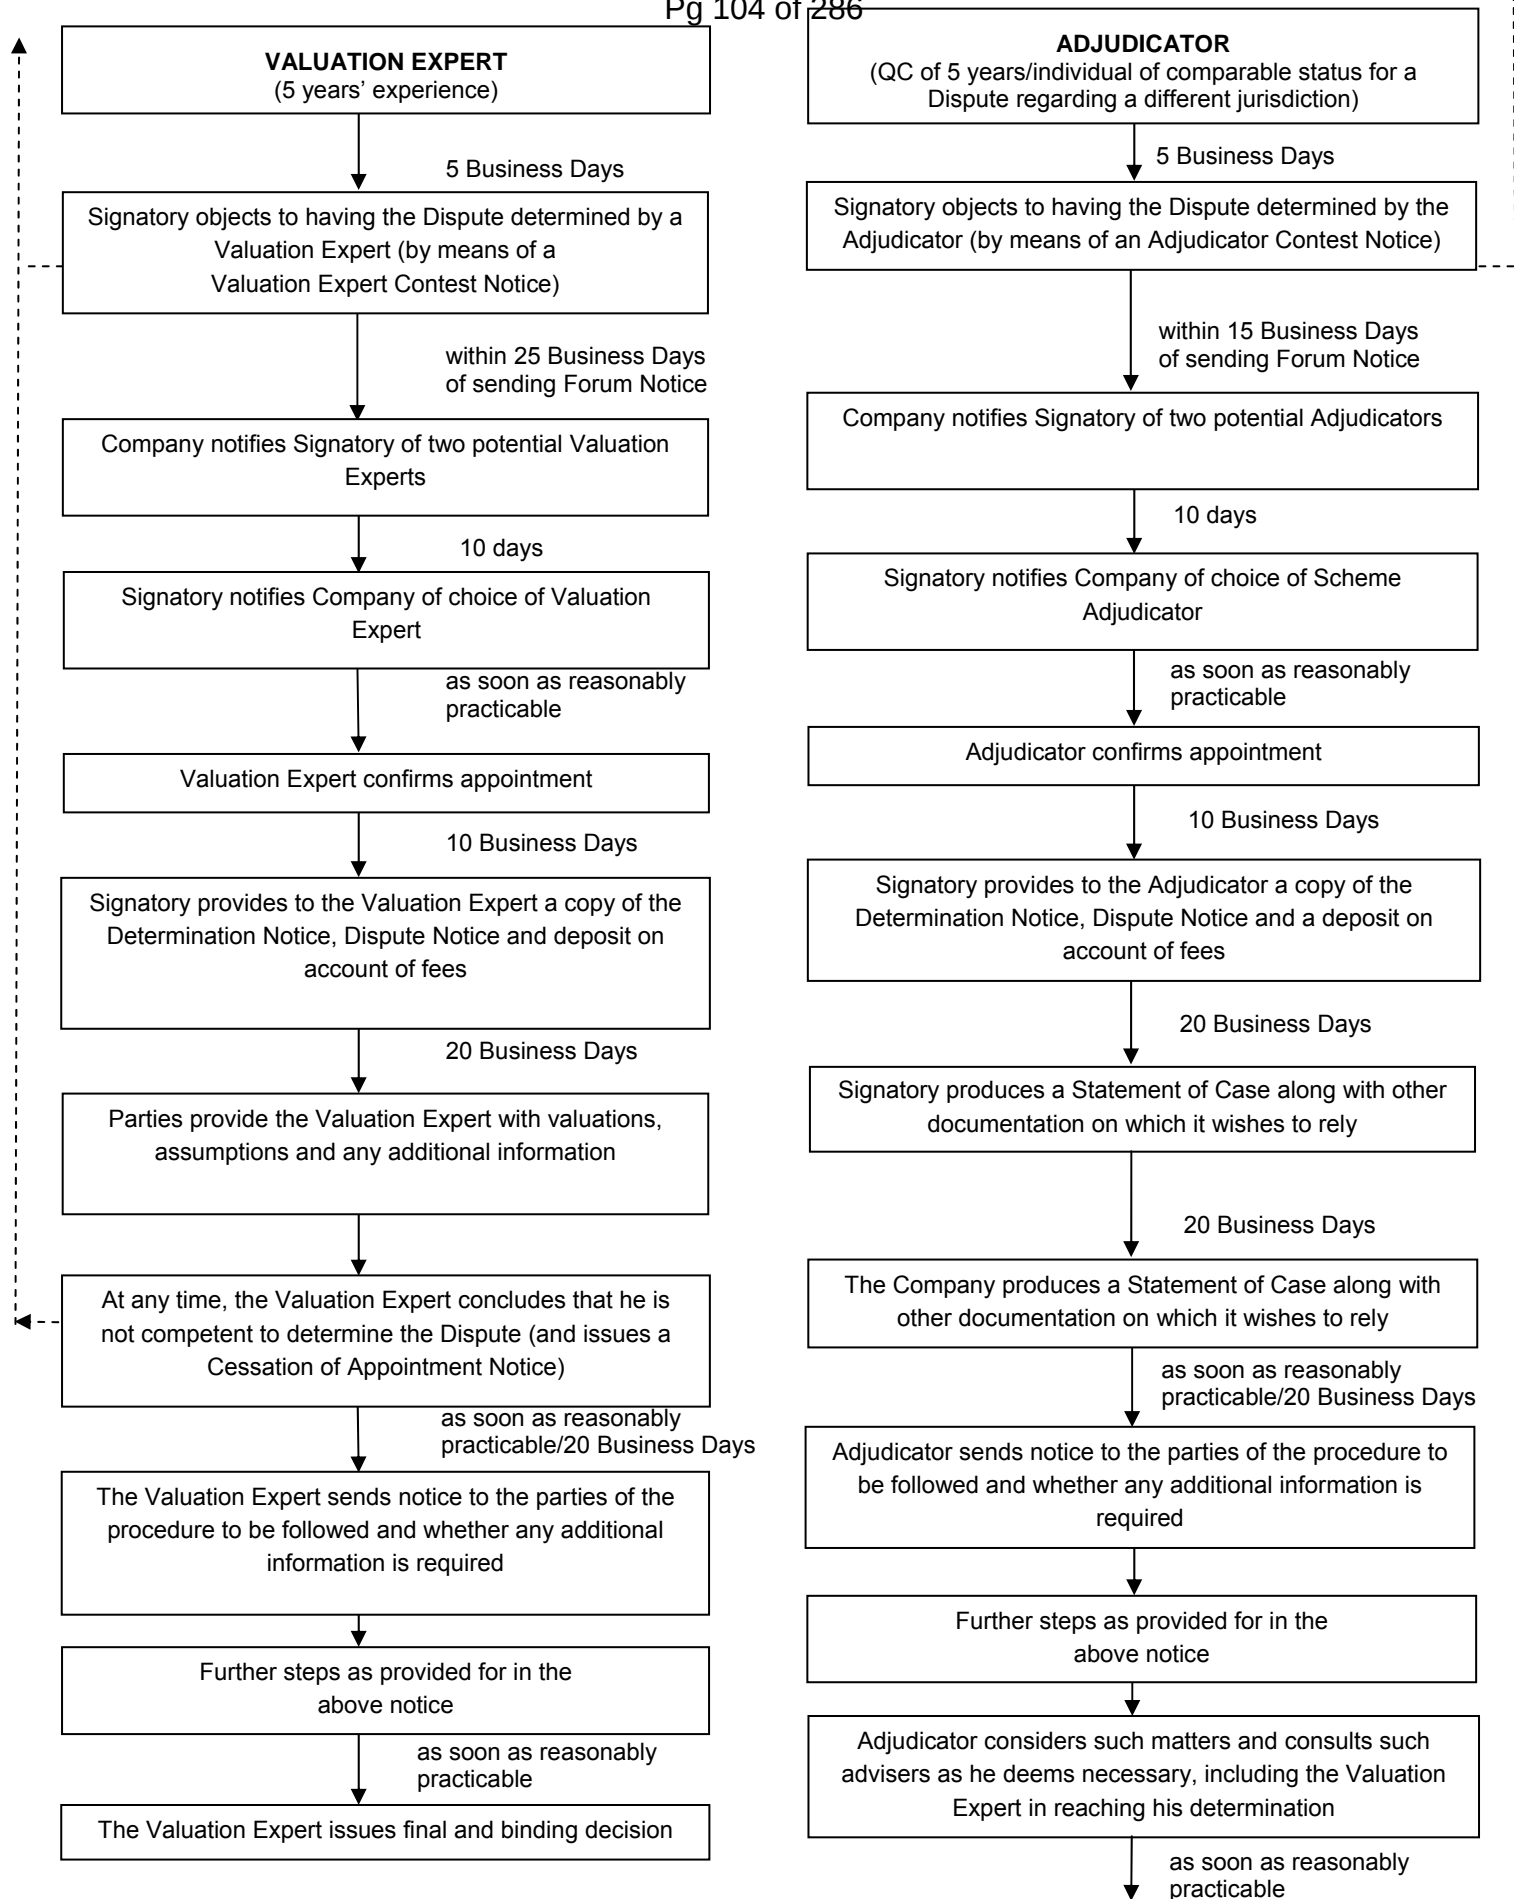 Pg 104 of 286
VALUATION EXPERT
(5 years’ experience)
5 Business Days
Signatory objects to having the Dispute determined by a
Valuation Expert (by means of a
Valuation Expert Contest Notice)
within 25 Business Days
of sending Forum Notice
Company notifies Signatory of two potential Valuation
Experts
10 days
Signatory notifies Company of choice of Valuation
Expert
as soon as reasonably
practicable
Valuation Expert confirms appointment
10 Business Days
Signatory provides to the Valuation Expert a copy of the
Determination Notice, Dispute Notice and deposit on
account of fees
20 Business Days
Parties provide the Valuation Expert with valuations,
assumptions and any additional information
At any time, the Valuation Expert concludes that he is
not competent to determine the Dispute (and issues a
Cessation of Appointment Notice)
as soon as reasonably
practicable/20 Business Days
The Valuation Expert sends notice to the parties of the
procedure to be followed and whether any additional
information is required
Further steps as provided for in the
above notice
as soon as reasonably
practicable
The Valuation Expert issues final and binding decision
ADJUDICATOR
(QC of 5 years/individual of comparable status for a
Dispute regarding a different jurisdiction)
5 Business Days
Signatory objects to having the Dispute determined by the
Adjudicator (by means of an Adjudicator Contest Notice)
within 15 Business Days
of sending Forum Notice
Company notifies Signatory of two potential Adjudicators
10 days
Signatory notifies Company of choice of Scheme
Adjudicator
as soon as reasonably
practicable
Adjudicator confirms appointment
10 Business Days
Signatory provides to the Adjudicator a copy of the
Determination Notice, Dispute Notice and a deposit on
account of fees
20 Business Days
Signatory produces a Statement of Case along with other
documentation on which it wishes to rely
20 Business Days
The Company produces a Statement of Case along with
other documentation on which it wishes to rely
as soon as reasonably
practicable/20 Business Days
Adjudicator sends notice to the parties of the procedure to
be followed and whether any additional information is
required
Further steps as provided for in the
above notice
Adjudicator considers such matters and consults such
advisers as he deems necessary, including the Valuation
Expert in reaching his determination
as soon as reasonably
practicable